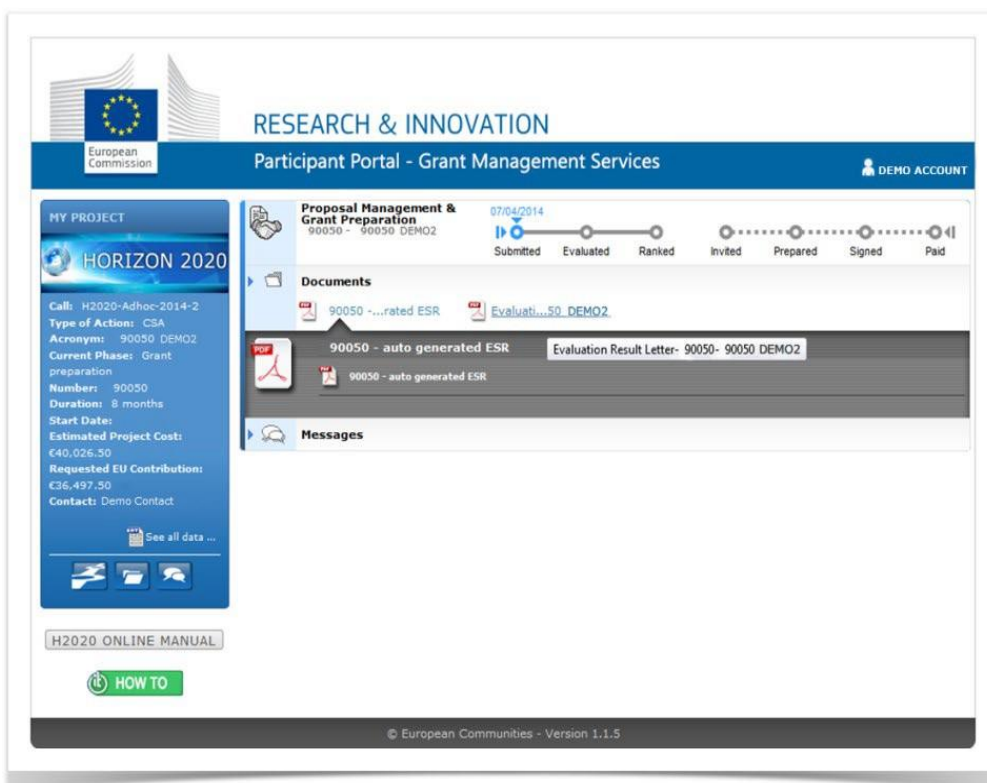 European
Commission
RESEARCH & INNOVATION
Participant Portal - Grant Management Services
DEMO ACCOUNT
MY PROJECT
HORIZON 2020
Call: H2020-Adhoc-2014-2
Type of Action: CSA
Acronym: 90050 DEMO2
Current Phase: Grant
preparation
Number: 90050
Duration: 8 months
Start Date:
Estimated Project Cost:
€40,026.50
Requested EU Contribution:
€36,497.50
Contact: Demo Contact
See all data ...
H2020 ONLINE MANUAL
HOW TO
Proposal Management &
Grant Preparation
90050 - 90050 DEMO2
07/04/2014
Submitted Evaluated Ranked Invited Prepared Signed Paid
Documents
90050 -...rated ESR Evaluati...50 DEMO2
90050 - auto generated ESR
Evaluation Result Letter- 90050- 90050 DEMO2
90050 - auto generated ESR
Messages
© European Communities - Version 1.1.5